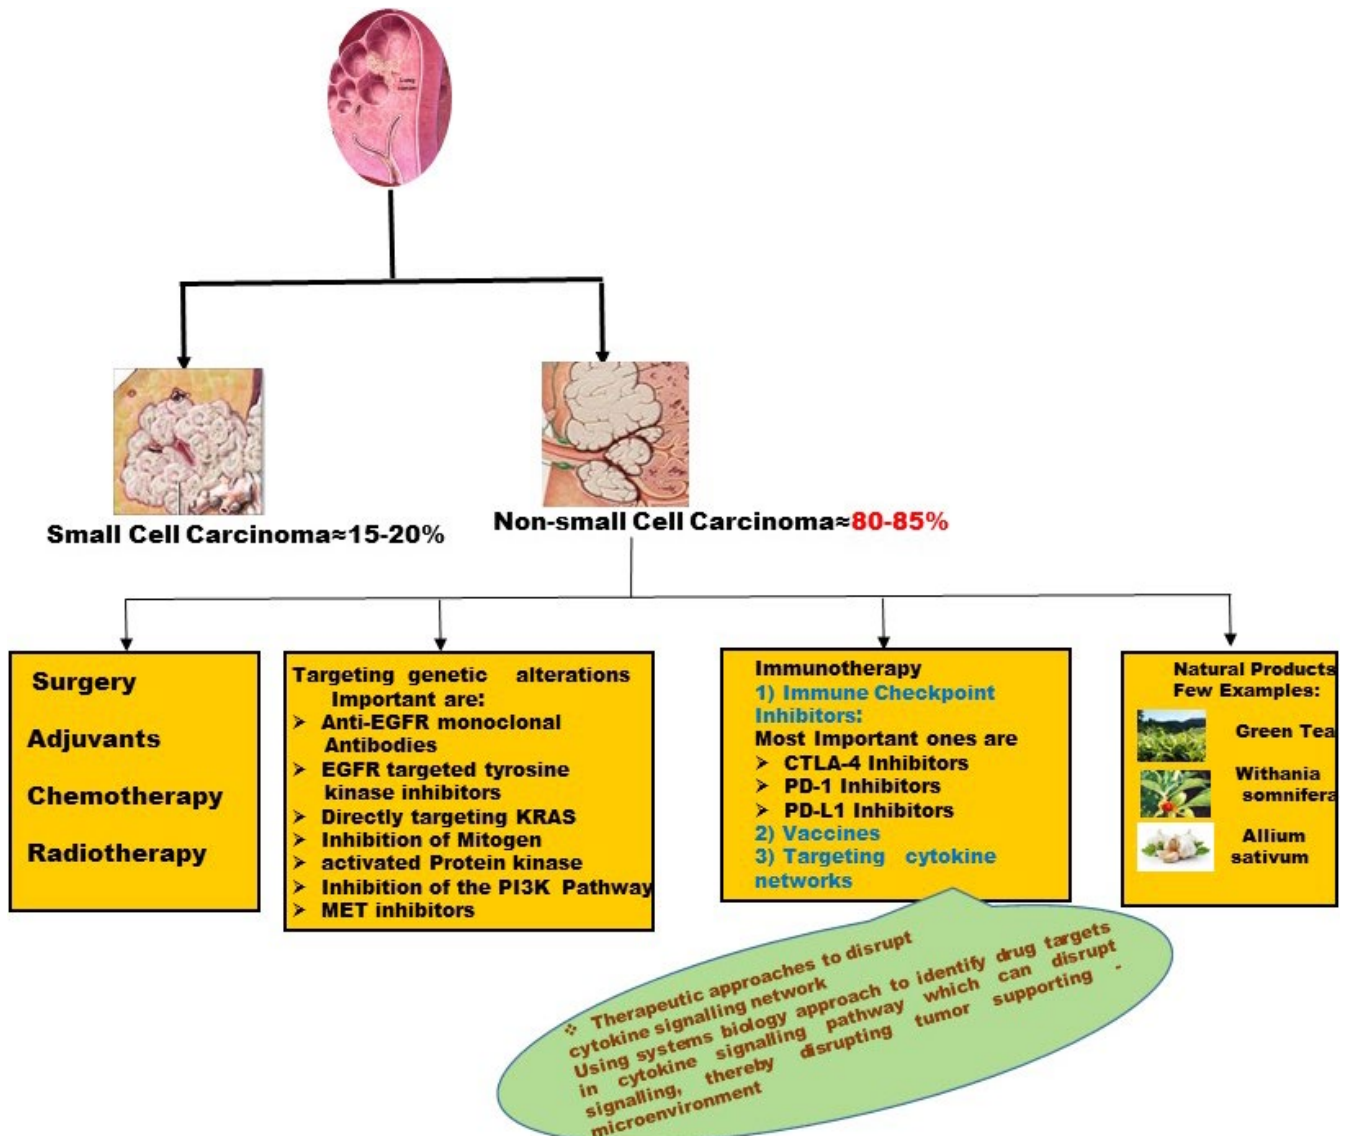 Lung
cancer
Small Cell Carcinoma≈15-20%
Non-small Cell Carcinoma≈80-85%
Surgery
Adjuvants
Chemotherapy
Radiotherapy
Targeting genetic alterations
Important are:
➢ Anti-EGFR monoclonal
Antibodies
➢ EGFR targeted tyrosine
kinase inhibitors
➢ Directly targeting KRAS
➢ Inhibition of Mitogen
➢ activated Protein kinase
➢ Inhibition of the PI3K Pathway
➢ MET inhibitors
Immunotherapy
1) Immune Checkpoint
Inhibitors:
Most Important ones are
➢ CTLA-4 Inhibitors
➢ PD-1 Inhibitors
➢ PD-L1 Inhibitors
2) Vaccines
3) Targeting cytokine
networks
Natural Products
Few Examples:
Green Tea
Withania
somnifera
Allium
sativum
❖ Therapeutic approaches to disrupt
cytokine signalling network
Using systems biology approach to identify drug targets
in cytokine signalling pathway which can disrupt
signalling, thereby disrupting tumor supporting -
microenvironment